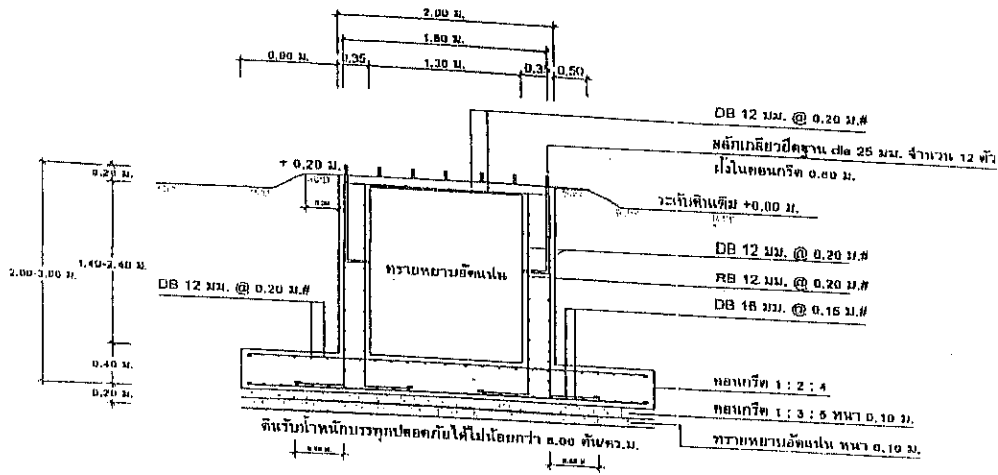 2.00 ม.
1.80 ม.
0.90 ม.
0.35
1.30 ม.
0.35
0.50
DB 12 มม. @ 0.20 ม.#
สลักเกลียวยึดฐาน dia 25 มม. จำนวน 12 ตัว
ฝังในคอนกรีต 0.80 ม.
+ 0.20 ม.
0.20 ม.
ระดับดินเดิม +0.00 ม.
2.00-3.00 ม.
1.40-2.40 ม.
ทรายหยาบอัดแน่น
DB 12 มม. @ 0.20 ม.#
RB 12 มม. @ 0.20 ม.#
DB 12 มม. @ 0.20 ม.#
DB 16 มม. @ 0.15 ม.#
0.40 ม.
0.20 ม.
คอนกรีต 1 : 2 : 4
คอนกรีต 1 : 3 : 5 หนา 0.10 ม.
ทรายหยาบอัดแน่น หนา 0.10 ม.
ดินรับน้ำหนักบรรทุกปลอดภัยได้ไม่น้อยกว่า 8.00 ตัน/ตร.ม.